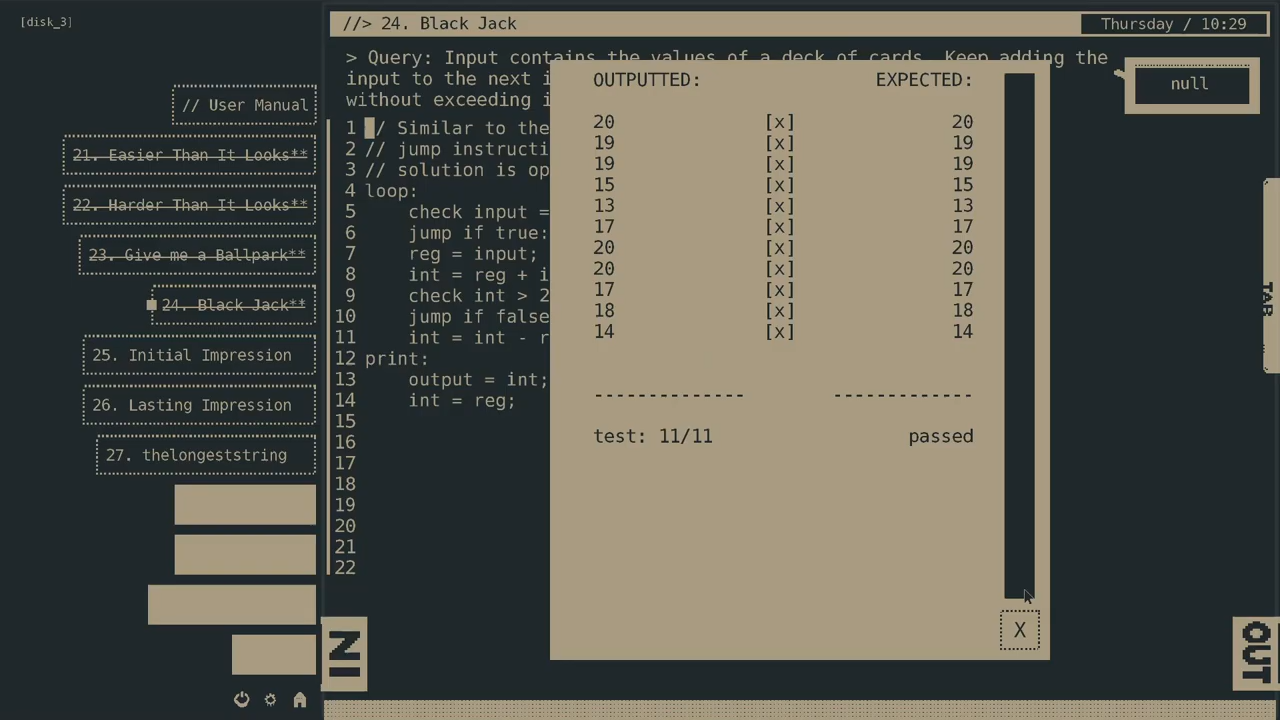 [disk_3]
// User Manual
21. Easier Than It Looks**
22. Harder Than It Looks**
23. Give me a Ballpark**
24. Black Jack**
25. Initial Impression
26. Lasting Impression
27. thelongeststring
//> 24. Black Jack
Thursday / 10:29
> Query: Input contains the values of a deck of cards. Keep adding the
input to the next i
without exceeding i
1 // Similar to the
2 // jump instructi
3 // solution is op
4 loop:
5 check input =
6 jump if true:
7 reg = input;
8 int = reg + i
9 check int > 2
10 jump if false
11 int = int - r
12 print:
13 output = int;
14 int = reg;
15
16
17
18
19
20
21
22
OUTPUTTED: EXPECTED:
20 [x] 20
19 [x] 19
19 [x] 19
15 [x] 15
13 [x] 13
17 [x] 17
20 [x] 20
20 [x] 20
17 [x] 17
18 [x] 18
14 [x] 14
-------------- -------------
test: 11/11 passed
X
null
TAB
IN
OUT